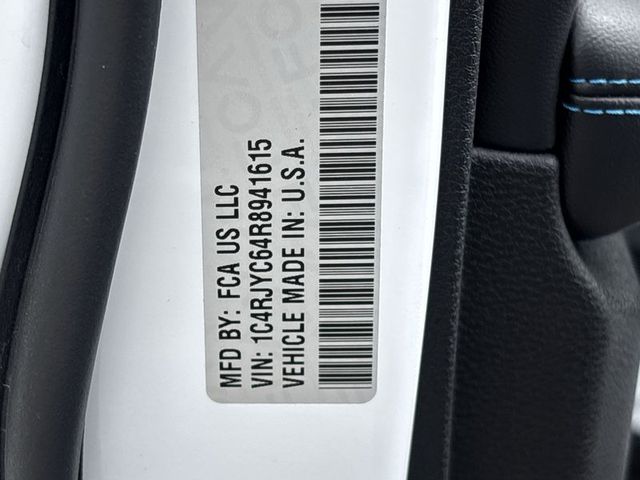 MFD BY: FCA US LLC
VIN: 1C4RJYC64R8941615
VEHICLE MADE IN: U.S.A.